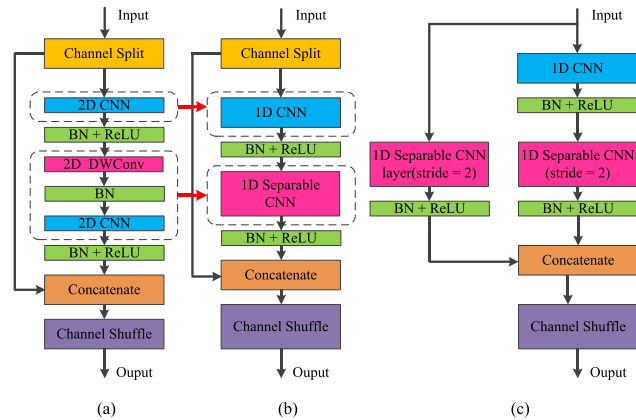 Input
Channel Split
2D CNN
BN + ReLU
2D DWConv
BN
2D CNN
BN + ReLU
Concatenate
Channel Shuffle
Ouput
(a)
Input
Channel Split
1D CNN
BN + ReLU
1D Separable
CNN
BN + ReLU
Concatenate
Channel Shuffle
Ouput
(b)
Input
1D CNN
BN + ReLU
1D Separable CNN
layer(stride = 2)
BN + ReLU
1D Separable CNN
(stride = 2)
BN + ReLU
Concatenate
Channel Shuffle
Ouput
(c)